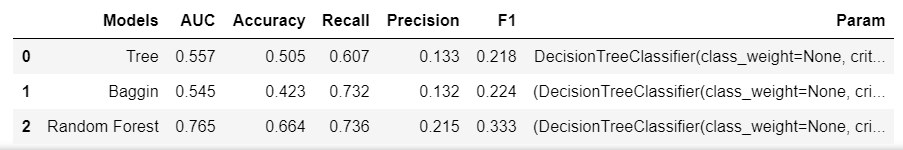 Models AUC Accuracy Recall Precision F1 Param
0 Tree 0.557 0.505 0.607 0.133 0.218 DecisionTreeClassifier(class_weight=None, crit...
1 Baggin 0.545 0.423 0.732 0.132 0.224 (DecisionTreeClassifier(class_weight=None, cri...
2 Random Forest 0.765 0.664 0.736 0.215 0.333 (DecisionTreeClassifier(class_weight=None, cri...